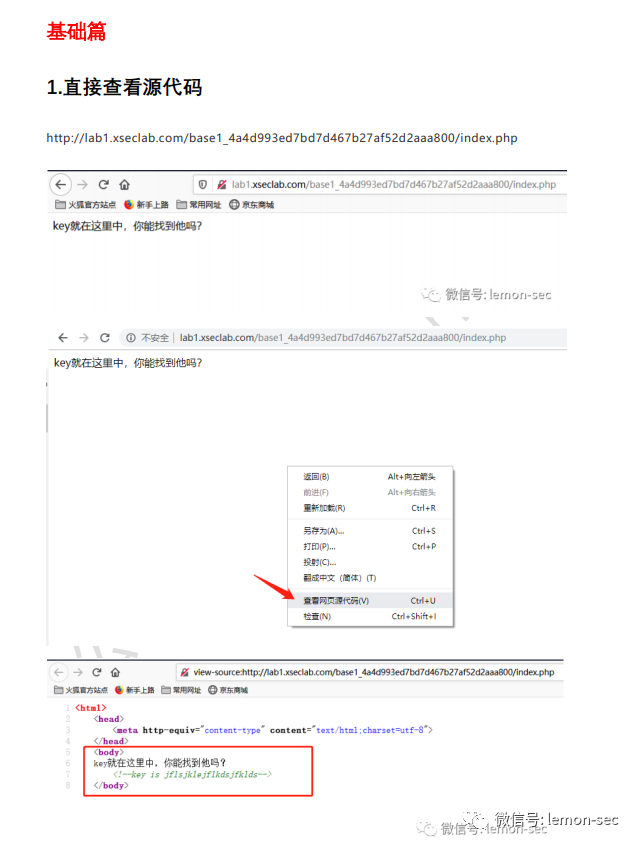 基础篇
1.直接查看源代码
http://lab1.xseclab.com/base1_4a4d993ed7bd7d467b27af52d2aaa800/index.php
lab1.xseclab.com/base1_4a4d993ed7bd7d467b27af52d2aaa800/index.php
火狐官方站点 新手上路 常用网址 京东商城
key就在这里中，你能找到他吗？
微信号: lemon-sec
不安全 lab1.xseclab.com/base1_4a4d993ed7bd7d467b27af52d2aaa800/index.php
key就在这里中，你能找到他吗？
返回(B) Alt+向左箭头
前进(F) Alt+向右箭头
重新加载(R) Ctrl+R
另存为(A)... Ctrl+S
打印(P)... Ctrl+P
投射(C)...
翻成中文（简体）(T)
查看网页源代码(V) Ctrl+U
检查(N) Ctrl+Shift+I
view-source:http://lab1.xseclab.com/base1_4a4d993ed7bd7d467b27af52d2aaa800/index.php
火狐官方站点 新手上路 常用网址 京东商城
1 <html>
2 <head>
3 <meta http-equiv="content-type" content="text/html;charset=utf-8">
4 </head>
5 <body>
6 key就在这里中，你能找到他吗？
7 <!--key is jflsjklejflkdsjfklds-->
8 </body>
微信号: lemon-sec
微信号: lemon-sec